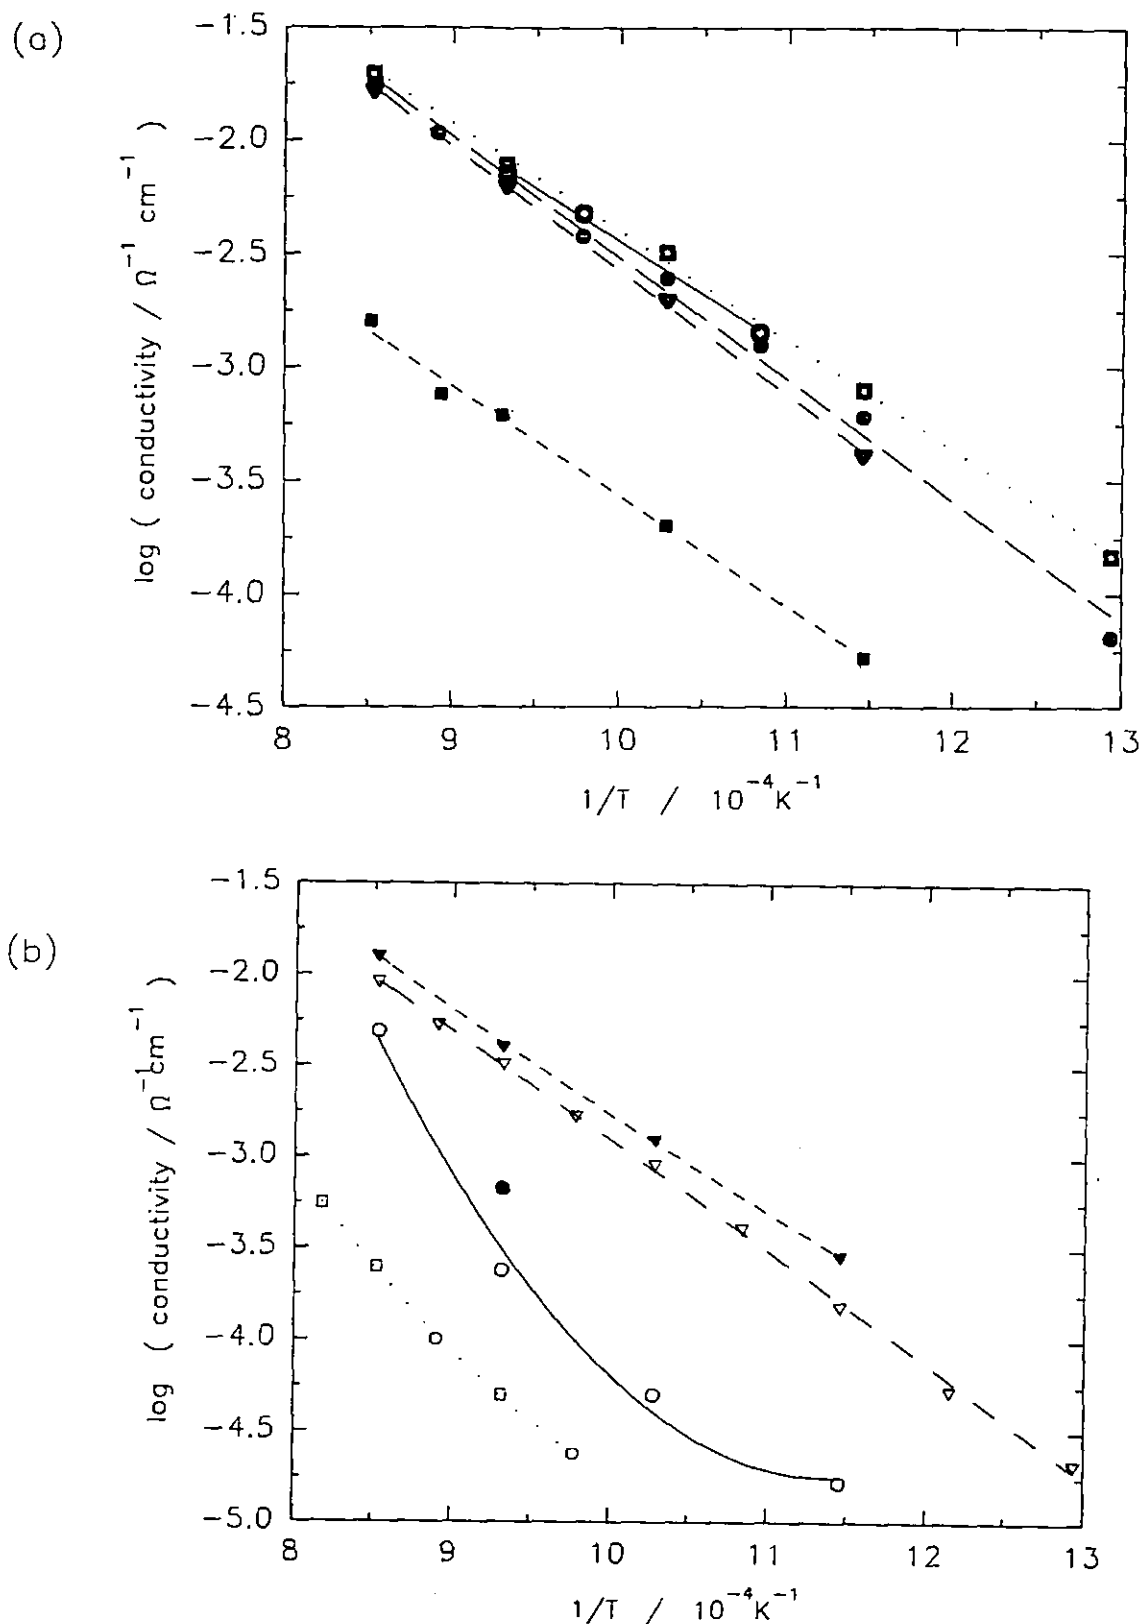 (a)
log ( conductivity / Ω⁻¹ cm⁻¹ )
-1.5
-2.0
-2.5
-3.0
-3.5
-4.0
-4.5
8 9 10 11 12 13
1/T / 10⁻⁴K⁻¹
(b)
log ( conductivity / Ω⁻¹cm⁻¹ )
-1.5
-2.0
-2.5
-3.0
-3.5
-4.0
-4.5
-5.0
8 9 10 11 12 13
1/T / 10⁻⁴K⁻¹